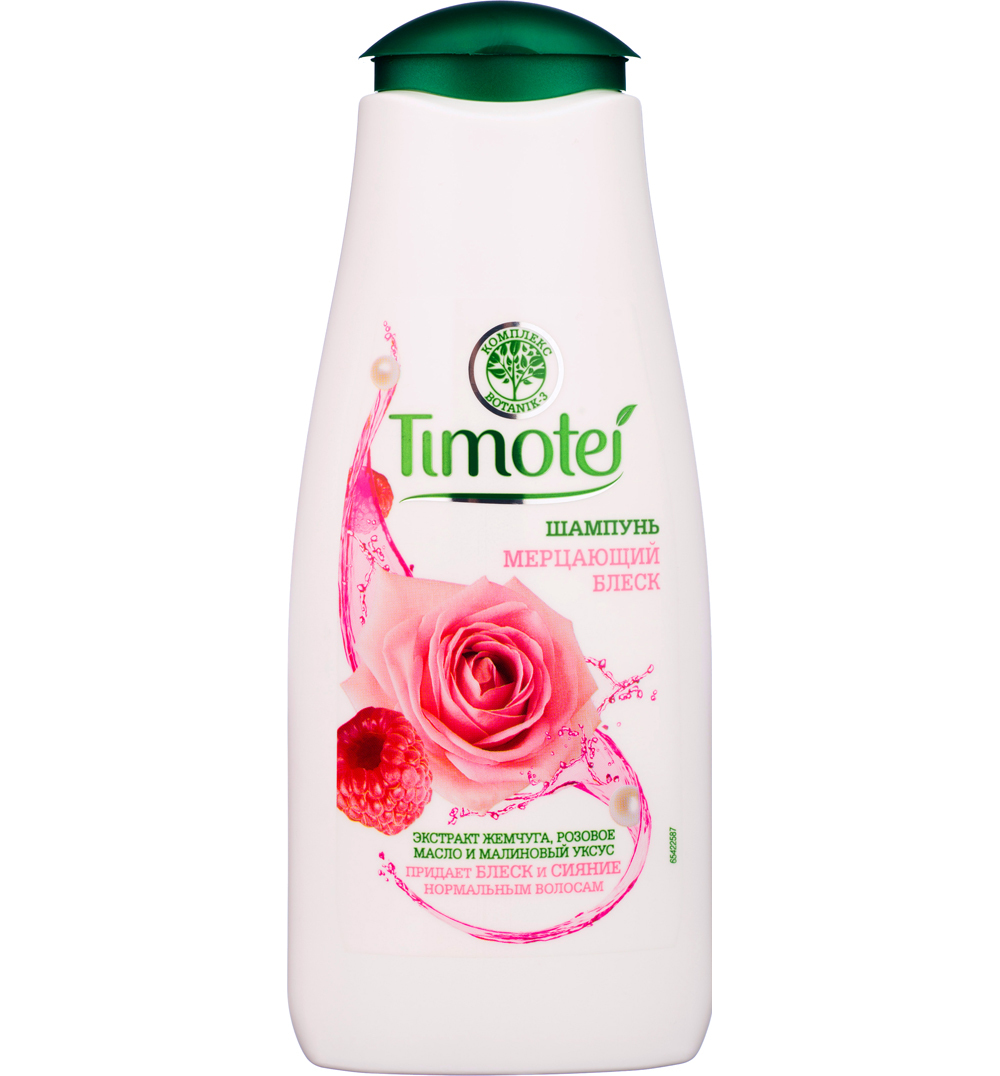 КОМПЛЕКС
BOTANIK-3
Timotei
ШАМПУНЬ
МЕРЦАЮЩИЙ
БЛЕСК
ЭКСТРАКТ ЖЕМЧУГА, РОЗОВОЕ
МАСЛО И МАЛИНОВЫЙ УКСУС
ПРИДАЕТ БЛЕСК И СИЯНИЕ
НОРМАЛЬНЫМ ВОЛОСАМ
65422587